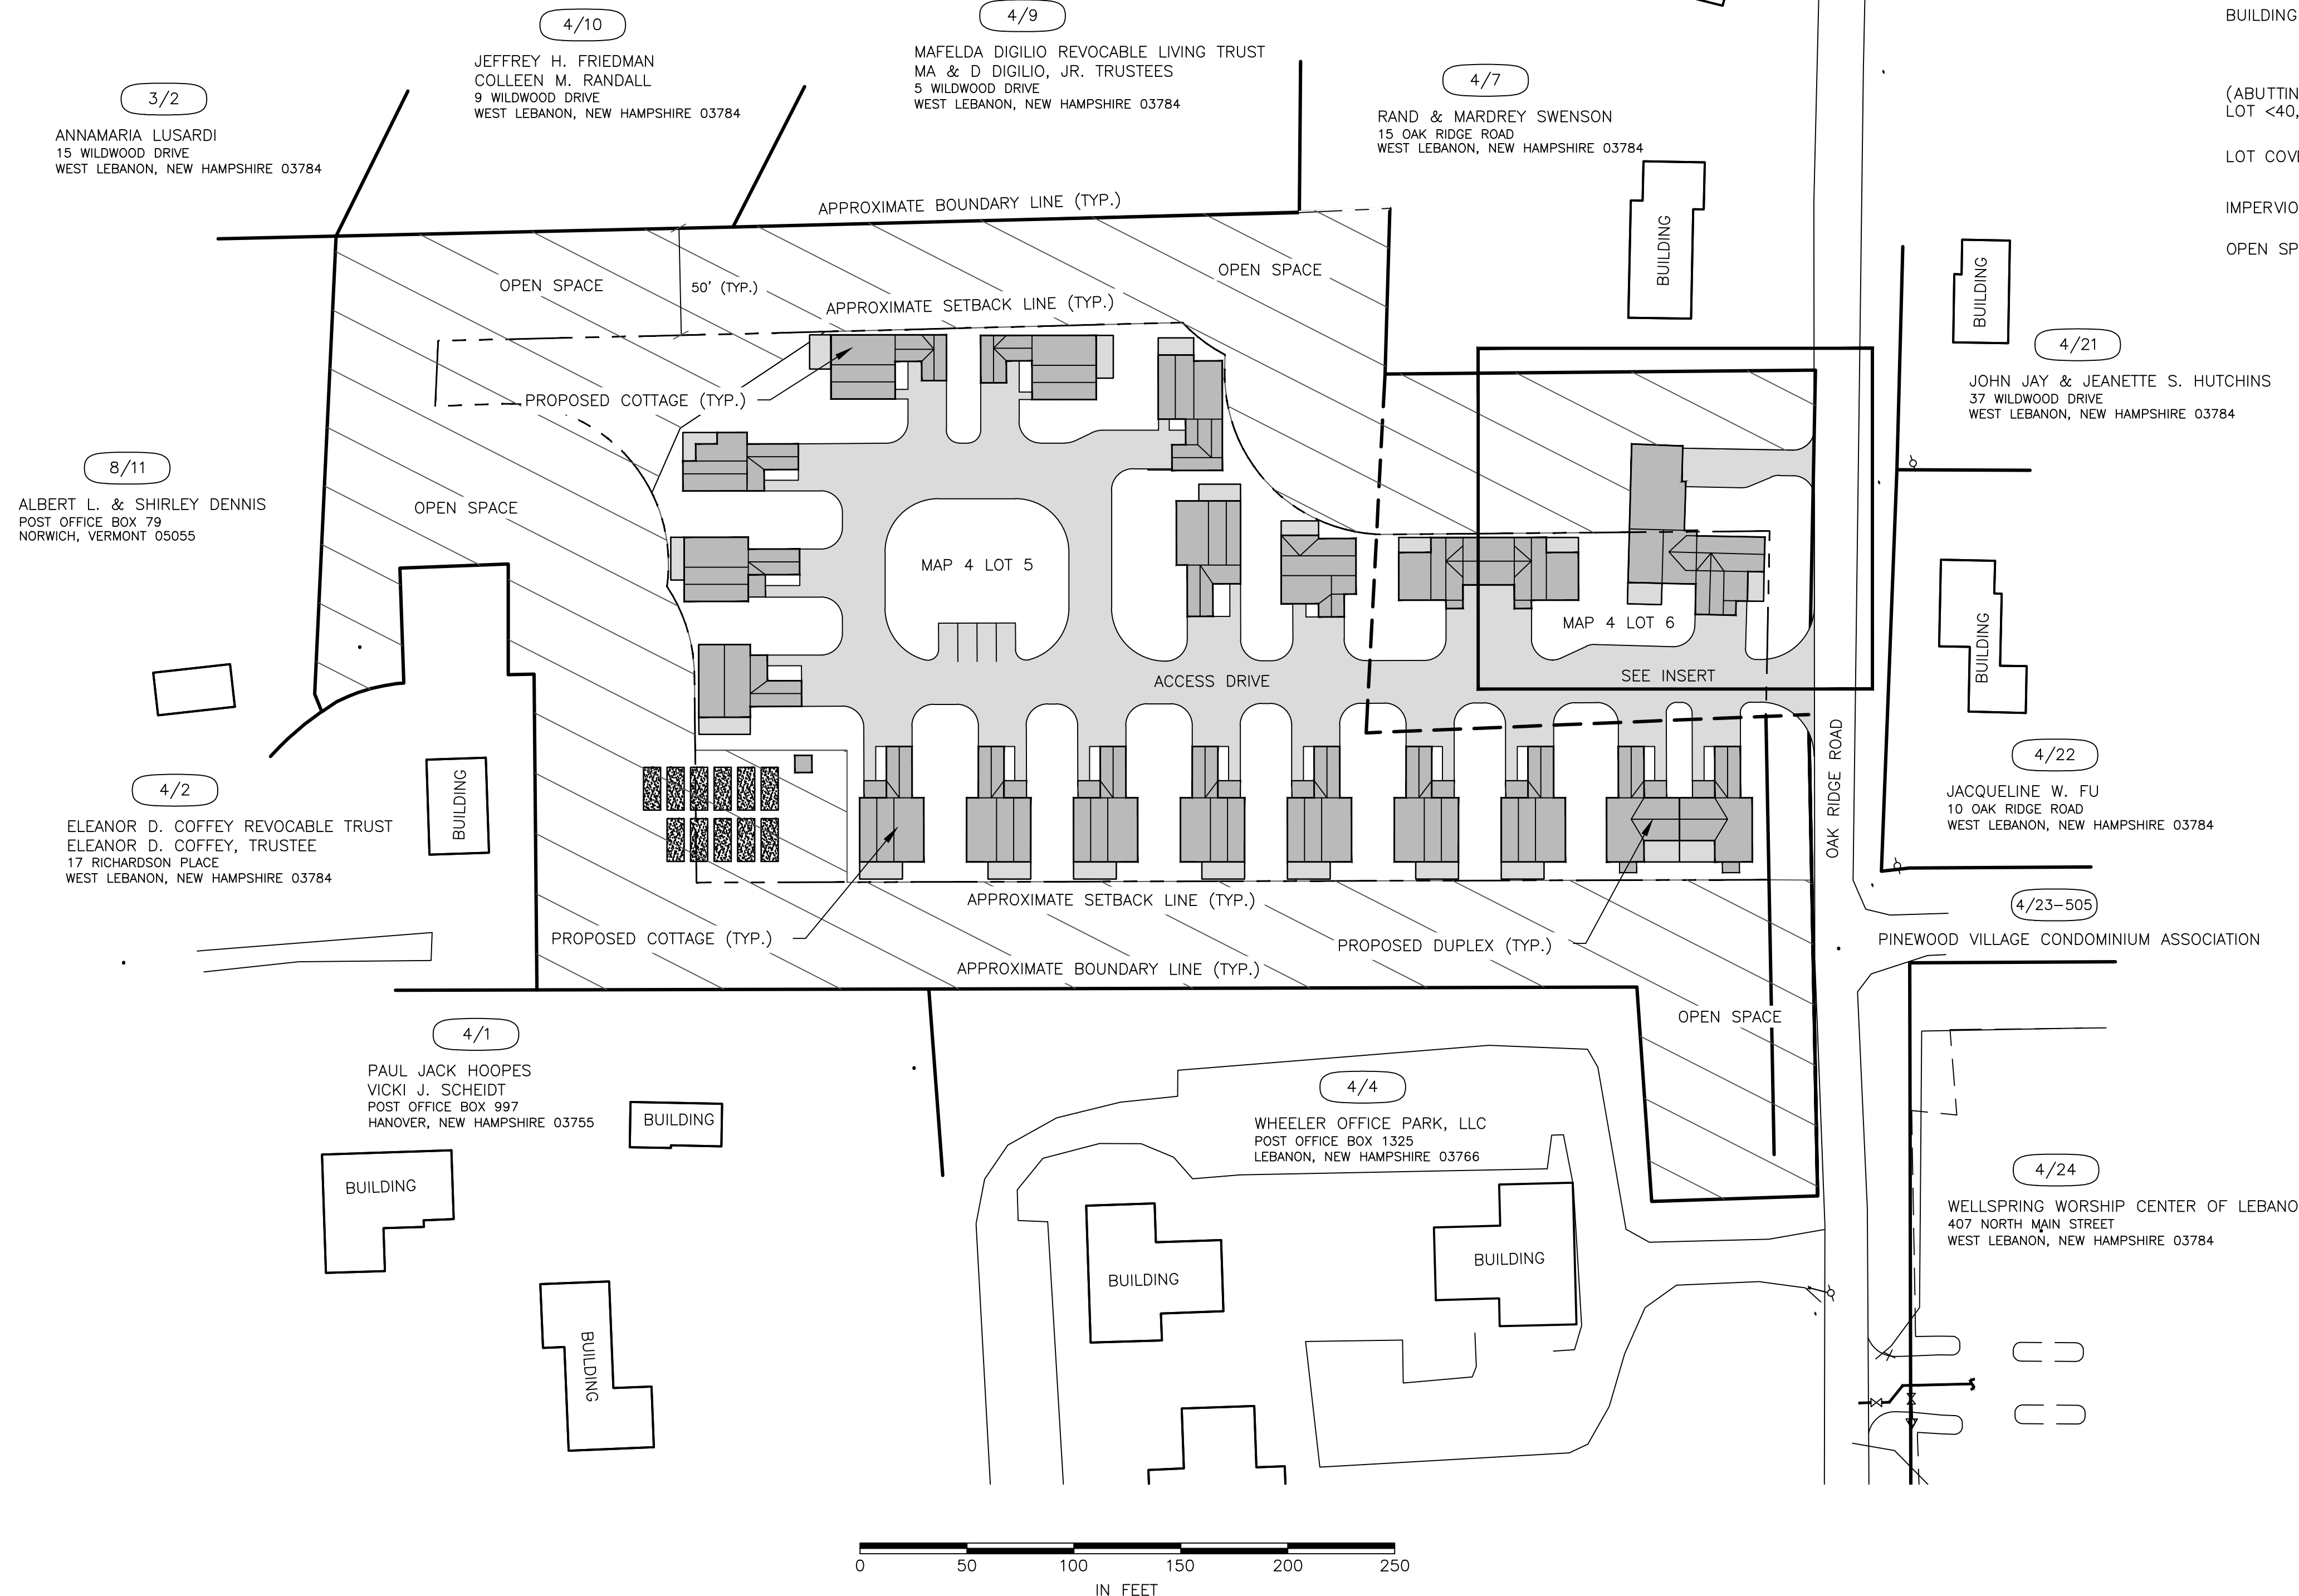 BUILDING
4/10
JEFFREY H. FRIEDMAN
COLLEEN M. RANDALL
9 WILDWOOD DRIVE
WEST LEBANON, NEW HAMPSHIRE 03784
4/9
MAFELDA DIGILIO REVOCABLE LIVING TRUST
MA & D DIGILIO, JR. TRUSTEES
5 WILDWOOD DRIVE
WEST LEBANON, NEW HAMPSHIRE 03784
3/2
ANNAMARIA LUSARDI
15 WILDWOOD DRIVE
WEST LEBANON, NEW HAMPSHIRE 03784
4/7
RAND & MARDREY SWENSON
15 OAK RIDGE ROAD
WEST LEBANON, NEW HAMPSHIRE 03784
(ABUTTIN
LOT <40,
LOT COV
IMPERVIO
OPEN SP
APPROXIMATE BOUNDARY LINE (TYP.)
OPEN SPACE
50' (TYP.)
OPEN SPACE
APPROXIMATE SETBACK LINE (TYP.)
BUILDING
BUILDING
4/21
JOHN JAY & JEANETTE S. HUTCHINS
37 WILDWOOD DRIVE
WEST LEBANON, NEW HAMPSHIRE 03784
PROPOSED COTTAGE (TYP.)
8/11
ALBERT L. & SHIRLEY DENNIS
POST OFFICE BOX 79
NORWICH, VERMONT 05055
OPEN SPACE
MAP 4 LOT 5
MAP 4 LOT 6
BUILDING
ACCESS DRIVE
SEE INSERT
OAK RIDGE ROAD
4/22
JACQUELINE W. FU
10 OAK RIDGE ROAD
WEST LEBANON, NEW HAMPSHIRE 03784
4/2
ELEANOR D. COFFEY REVOCABLE TRUST
ELEANOR D. COFFEY, TRUSTEE
17 RICHARDSON PLACE
WEST LEBANON, NEW HAMPSHIRE 03784
BUILDING
APPROXIMATE SETBACK LINE (TYP.)
4/23-505
PINEWOOD VILLAGE CONDOMINIUM ASSOCIATION
PROPOSED COTTAGE (TYP.)
PROPOSED DUPLEX (TYP.)
APPROXIMATE BOUNDARY LINE (TYP.)
OPEN SPACE
4/1
PAUL JACK HOOPES
VICKI J. SCHEIDT
POST OFFICE BOX 997
HANOVER, NEW HAMPSHIRE 03755
BUILDING
BUILDING
BUILDING
4/4
WHEELER OFFICE PARK, LLC
POST OFFICE BOX 1325
LEBANON, NEW HAMPSHIRE 03766
4/24
WELLSPRING WORSHIP CENTER OF LEBANO
407 NORTH MAIN STREET
WEST LEBANON, NEW HAMPSHIRE 03784
BUILDING
BUILDING
0 50 100 150 200 250
IN FEET